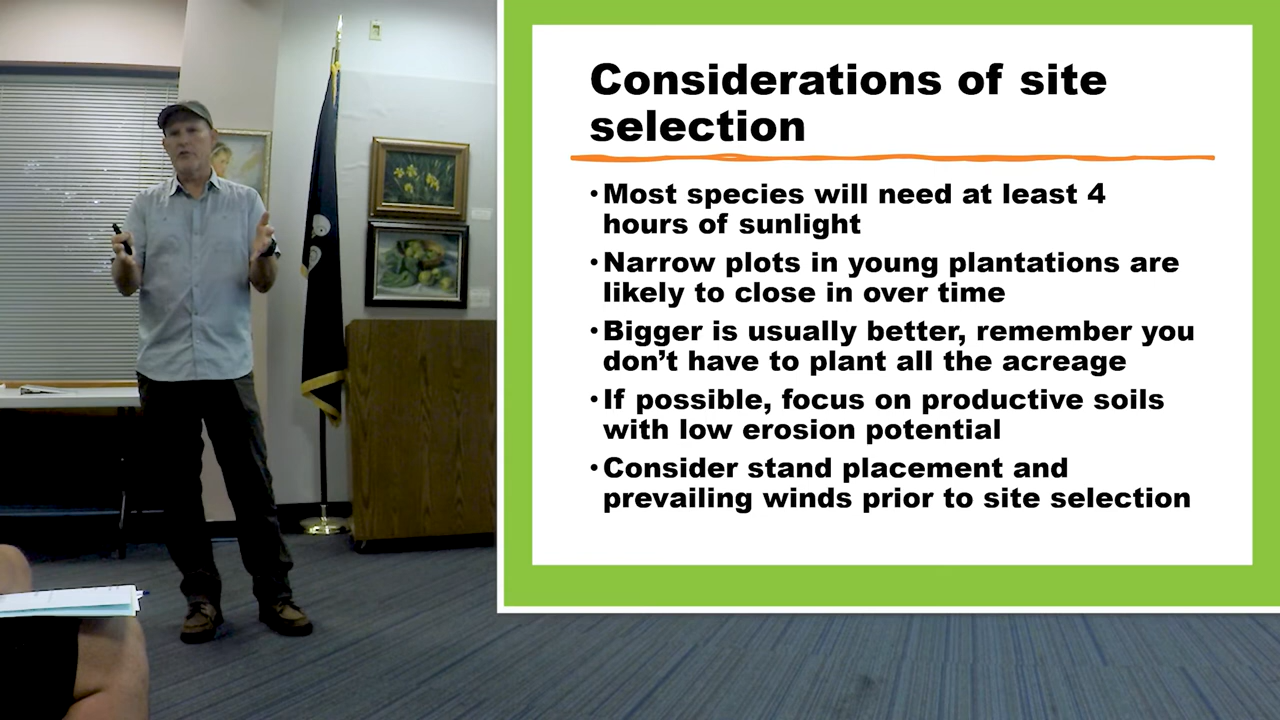 Considerations of site
selection
•Most species will need at least 4
hours of sunlight
•Narrow plots in young plantations are
likely to close in over time
•Bigger is usually better, remember you
don’t have to plant all the acreage
•If possible, focus on productive soils
with low erosion potential
•Consider stand placement and
prevailing winds prior to site selection